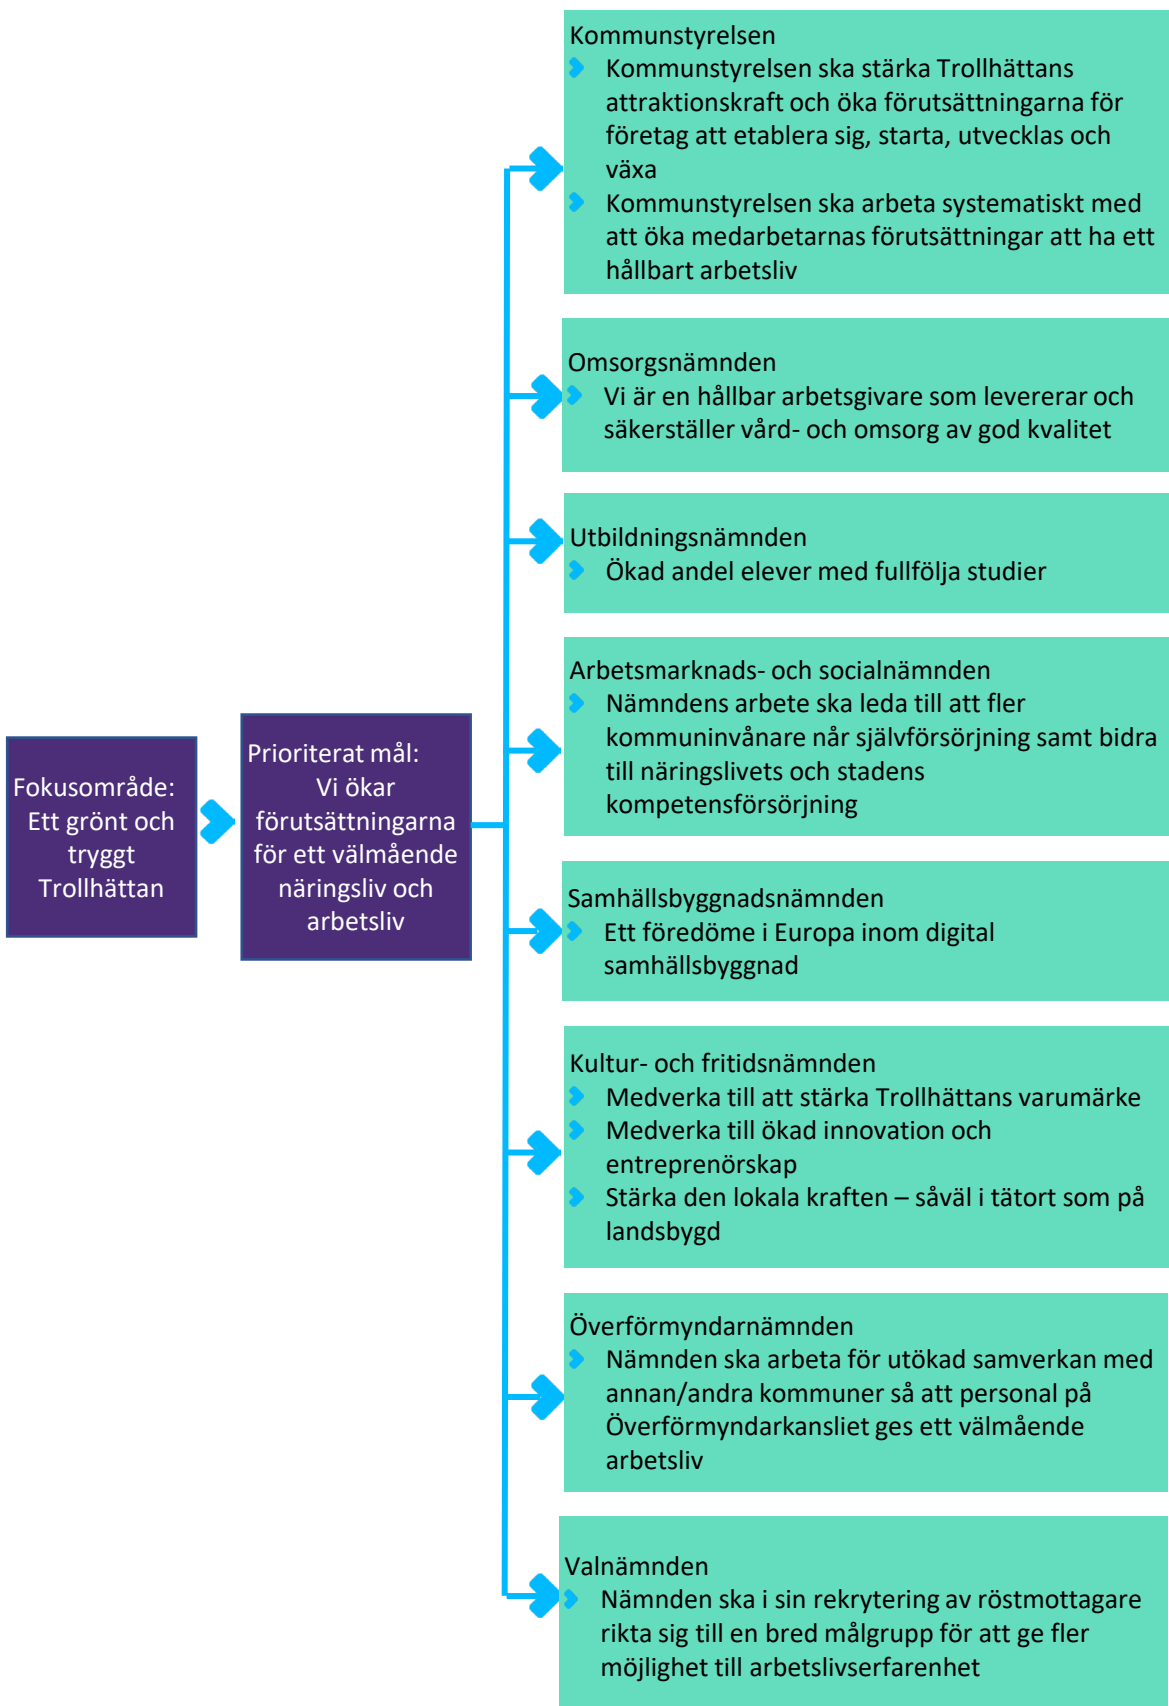 Fokusområde:
Ett grönt och
tryggt
Trollhättan
Prioriterat mål:
Vi ökar
förutsättningarna
för ett välmående
näringsliv och
arbetsliv
Kommunstyrelsen
Kommunstyrelsen ska stärka Trollhättans
attraktionskraft och öka förutsättningarna för
företag att etablera sig, starta, utvecklas och
växa
Kommunstyrelsen ska arbeta systematiskt med
att öka medarbetarnas förutsättningar att ha ett
hållbart arbetsliv
Omsorgsnämnden
Vi är en hållbar arbetsgivare som levererar och
säkerställer vård- och omsorg av god kvalitet
Utbildningsnämnden
Ökad andel elever med fullfölja studier
Arbetsmarknads- och socialnämnden
Nämndens arbete ska leda till att fler
kommuninvånare når självförsörjning samt bidra
till näringslivets och stadens
kompetensförsörjning
Samhällsbyggnadsnämnden
Ett föredöme i Europa inom digital
samhällsbyggnad
Kultur- och fritidsnämnden
Medverka till att stärka Trollhättans varumärke
Medverka till ökad innovation och
entreprenörskap
Stärka den lokala kraften – såväl i tätort som på
landsbygd
Överförmyndarnämnden
Nämnden ska arbeta för utökad samverkan med
annan/andra kommuner så att personal på
Överförmyndarkansliet ges ett välmående
arbetsliv
Valnämnden
Nämnden ska i sin rekrytering av röstmottagare
rikta sig till en bred målgrupp för att ge fler
möjlighet till arbetslivserfarenhet